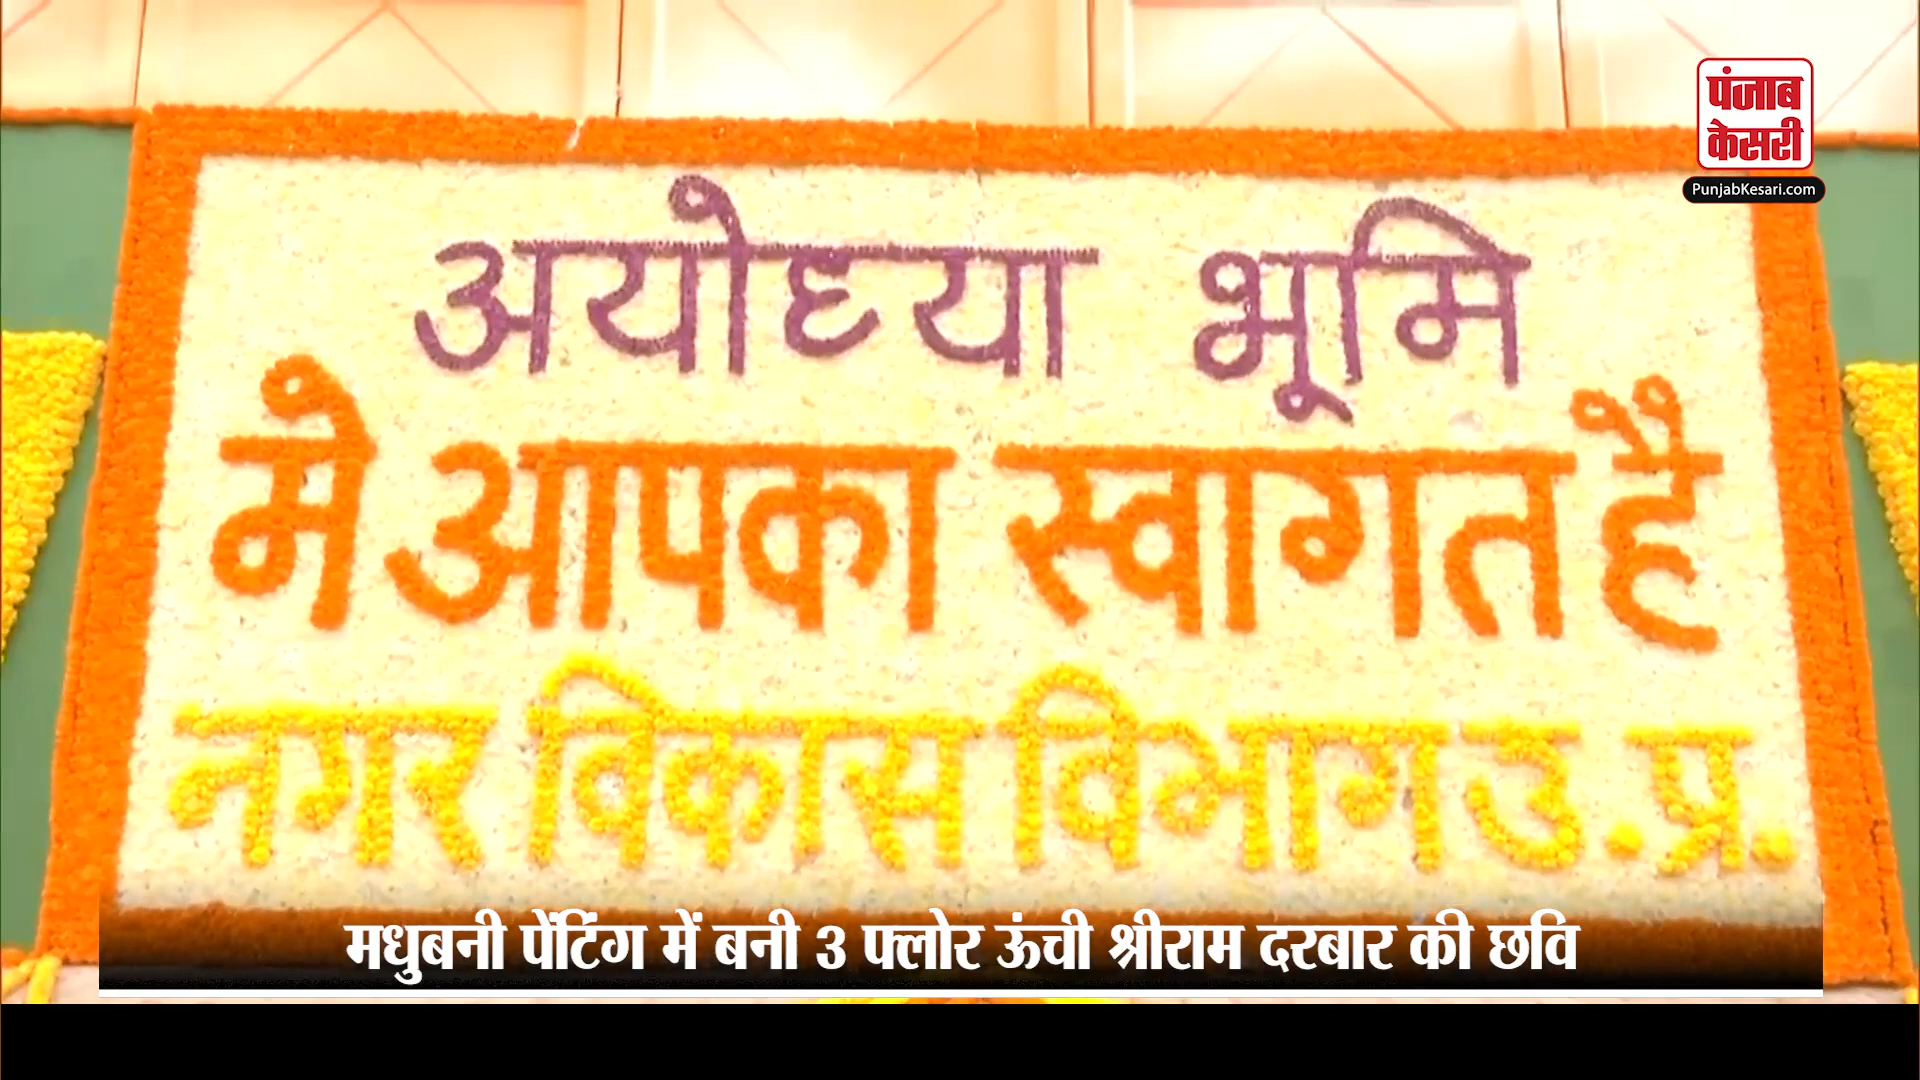 पंजाब
केसरी
PunjabKesari.com
अयोध्या भूमि
मे आपका स्वागत है
नगर विकास विभाग उ.प्र.
मधुबनी पेंटिंग में बनी 3 फ्लोर ऊंची श्रीराम दरबार की छवि